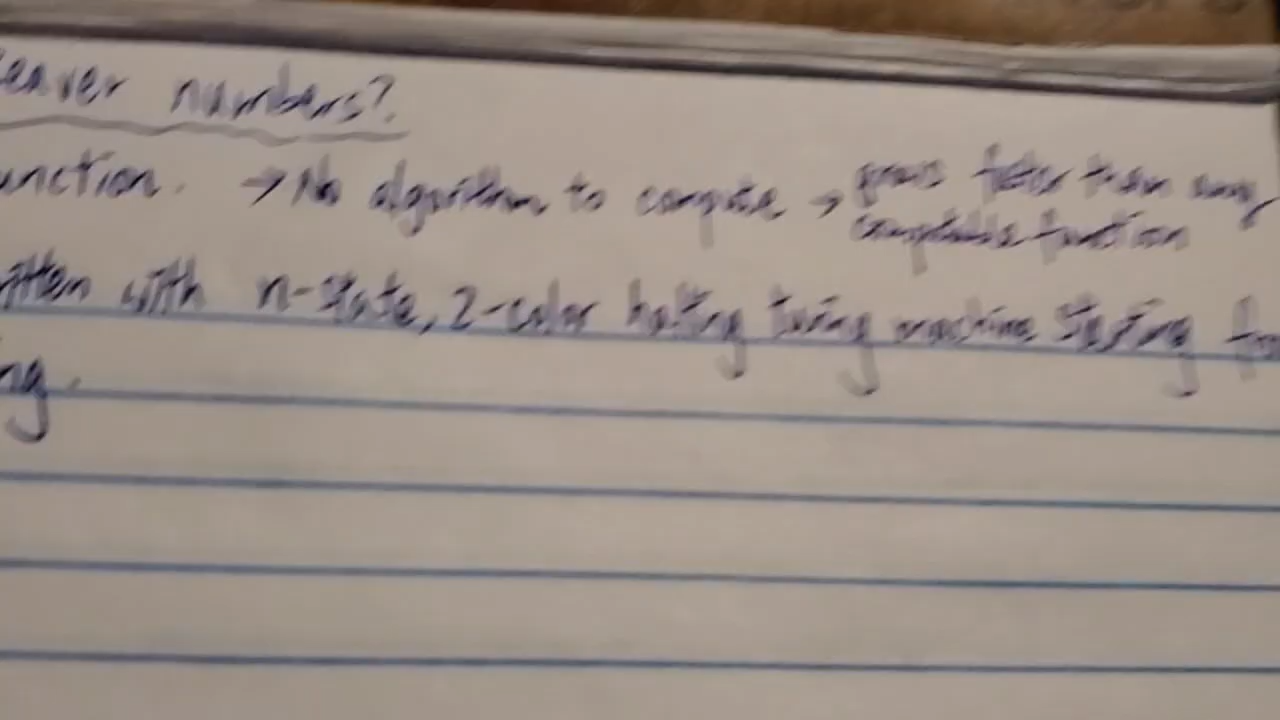 eaver numbers?
unction. → No algorithm to compute → grows faster than any
computable function
itten with n-state, 2-color halting turing machine starting fro
ng.